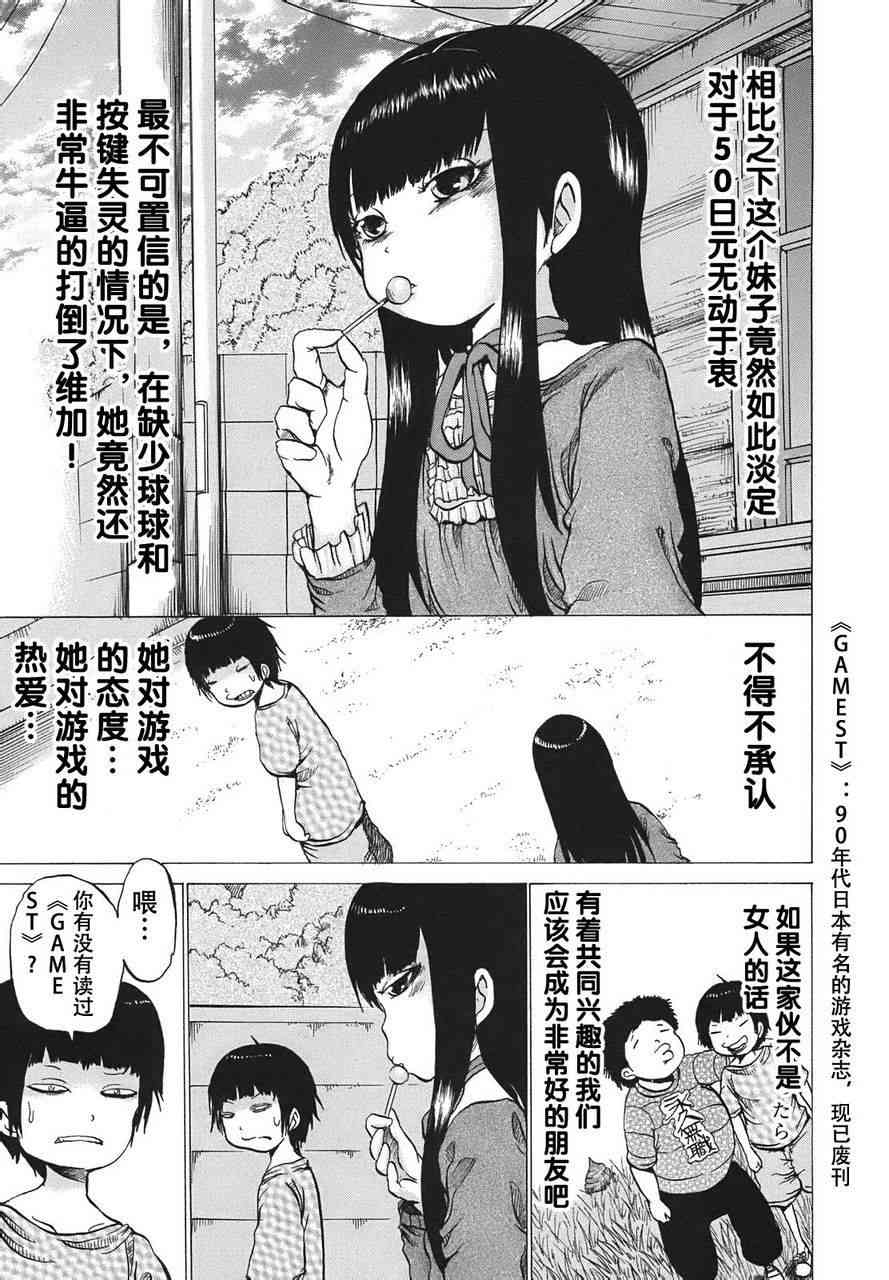 相比之下这个妹子竟然如此淡定
对于50日元无动于衷
最不可置信的是，在缺少球球和
按键失灵的情况下，她竟然还
非常牛逼的打倒了维加！
不得不承认
她对游戏
的态度…
她对游戏的
热爱…
《GAMEST》：90年代日本有名的游戏杂志，现已废刊
如果这家伙不是たら
女人的话
無職
有着共同兴趣的我们
应该会成为非常好的朋友吧
喂…
你有没有读过
《GAME
ST》？